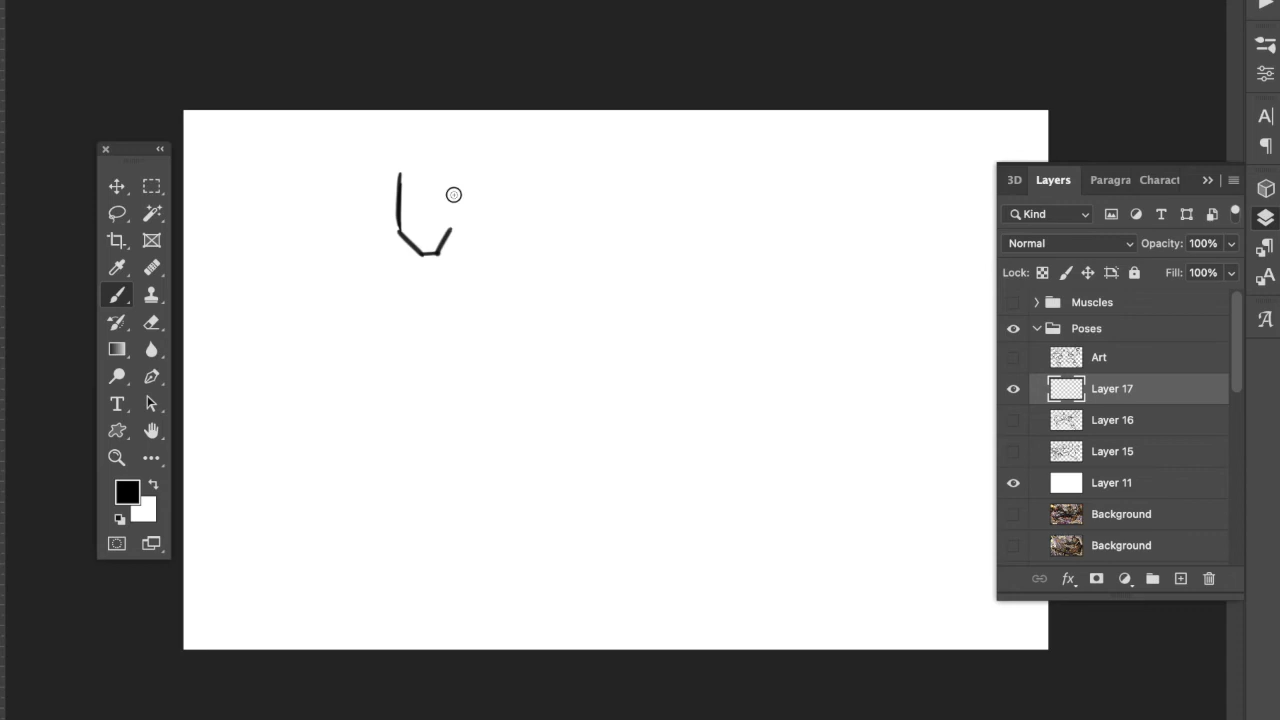 3D Layers Paragra Charact
Kind
Normal Opacity: 100%
Lock: Fill: 100%
Muscles
Poses
Art
Layer 17
Layer 16
Layer 15
Layer 11
Background
Background
fx